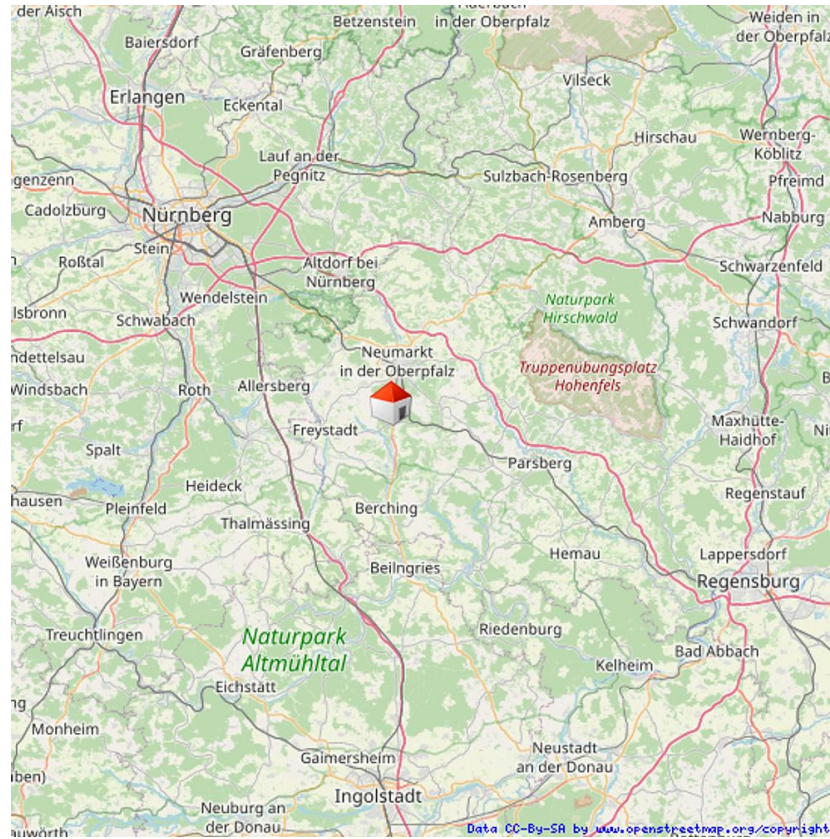 der Aisch
Betzenstein
in der Oberpfalz
Weiden in
der Oberpfalz
Baiersdorf
Gräfenberg
Vilseck
Erlangen
Eckental
Hirschau
Wernberg-
Köblitz
Lauf an der
Pegnitz
Sulzbach-Rosenberg
Pfreimd
genzenn
Cadolzburg
Nürnberg
Amberg
Nabburg
Stein
Roßtal
Altdorf bei
Nürnberg
Schwarzenfeld
Wendelstein
Naturpark
Hirschwald
lsbronn
Schwabach
Schwandorf
ndettelsau
Neumarkt
in der Oberpfalz
Truppenübungsplatz
Hohenfels
Windsbach
Roth
Allersberg
Freystadt
Maxhütte-
Haidhof
rf
Spalt
Parsberg
Heideck
Regenstauf
hausen
Pleinfeld
Berching
Thalmässing
Hemau
Lappersdorf
Weißenburg
in Bayern
Beilngries
Regensburg
Treuchtlingen
Naturpark
Altmühltal
Riedenburg
Bad Abbach
Kelheim
Eichstätt
ng
Monheim
Gaimersheim
Neustadt
an der Donau
ben)
Ingolstadt
Neuburg an
der Donau
auworth
Data CC-By-SA by www.openstreetmap.org/copyright